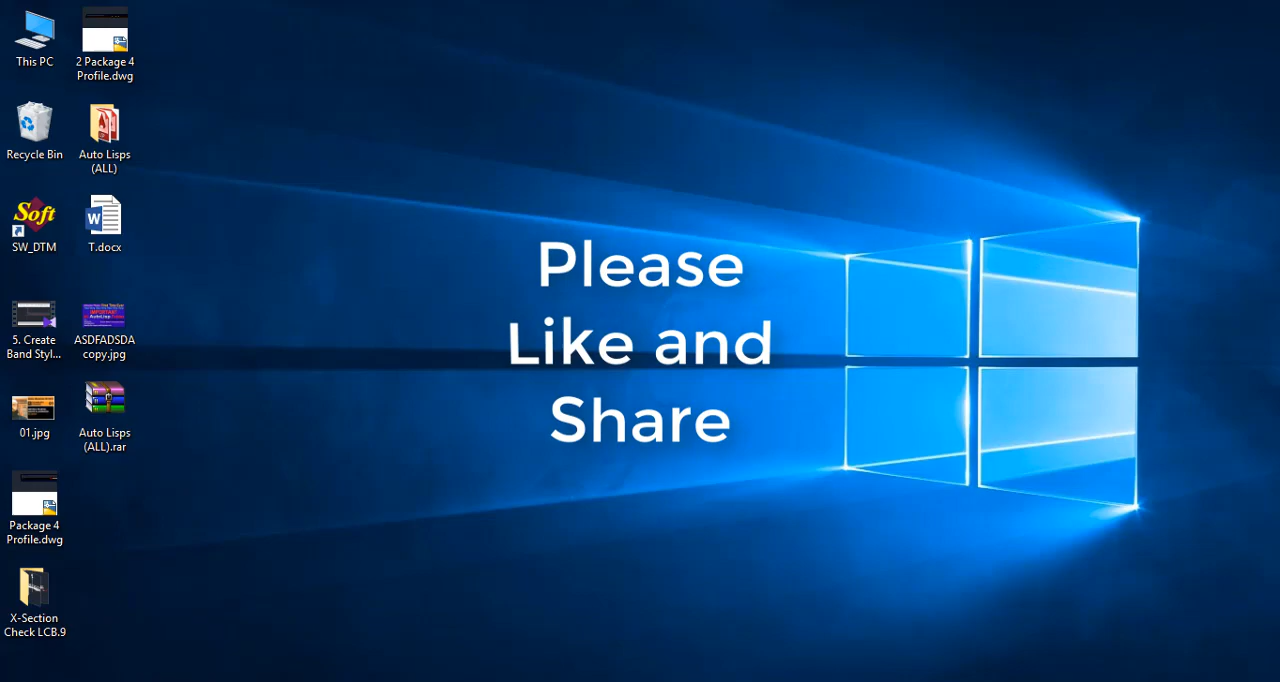 This PC
2 Package 4
Profile.dwg
Recycle Bin
Auto Lisps
(ALL)
Soft
SW_DTM
W
T.docx
5. Create
Band Styl...
IMPORTANT
ASDFADSDA
copy.jpg
01.jpg
Auto Lisps
(ALL).rar
Package 4
Profile.dwg
X-Section
Check LCB.9
Please
Like and
Share